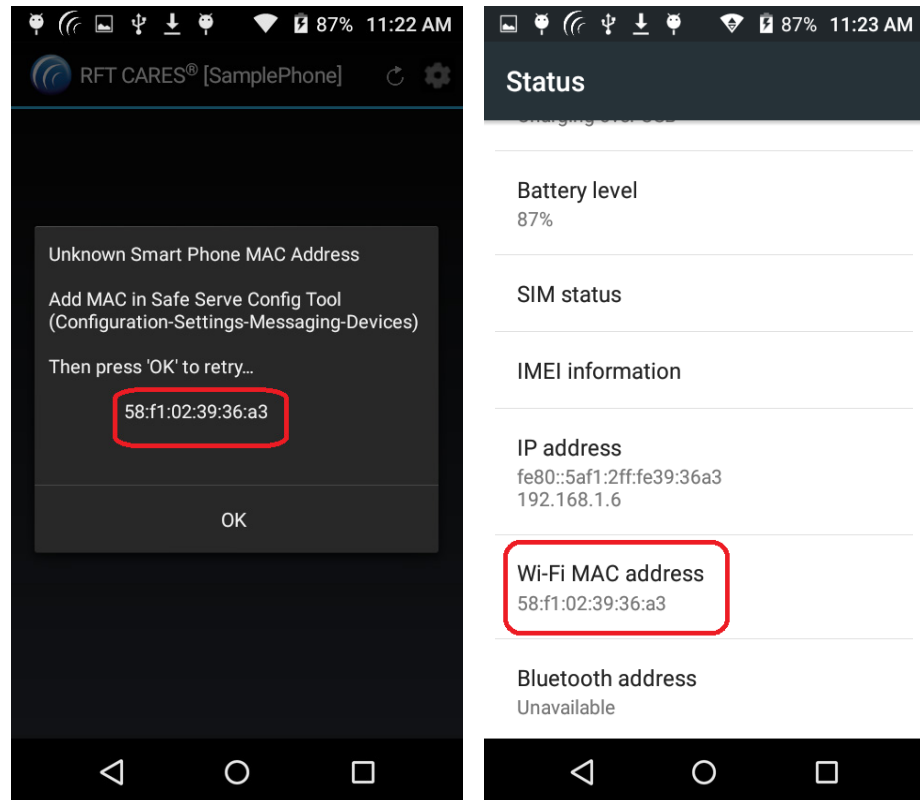 87% 11:22 AM
RFT CARES® [SamplePhone]
Unknown Smart Phone MAC Address
Add MAC in Safe Serve Config Tool
(Configuration-Settings-Messaging-Devices)
Then press 'OK' to retry...
58:f1:02:39:36:a3
OK
87% 11:23 AM
Status
Charging over USB
Battery level
87%
SIM status
IMEI information
IP address
fe80::5af1:2ff:fe39:36a3
192.168.1.6
Wi-Fi MAC address
58:f1:02:39:36:a3
Bluetooth address
Unavailable